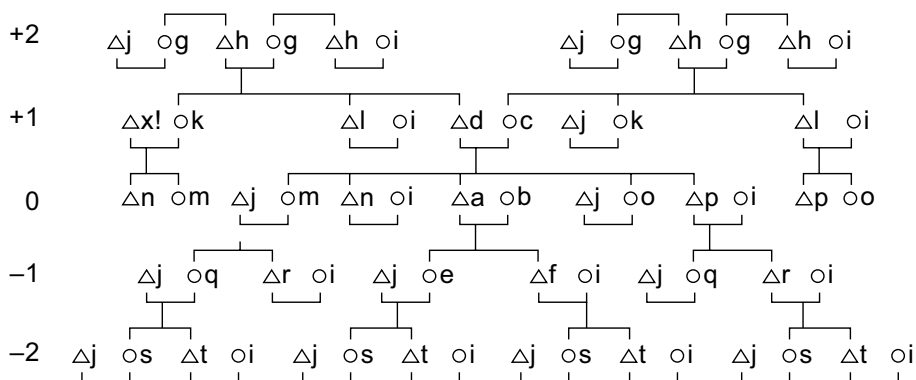 +2 j g h g h i j g h g h i
+1 x! k l i d c j k l i
0 n m j m n i a b j o p i p o
–1 j q r i j e f i j q r i
–2 j s t i j s t i j s t i j s t i